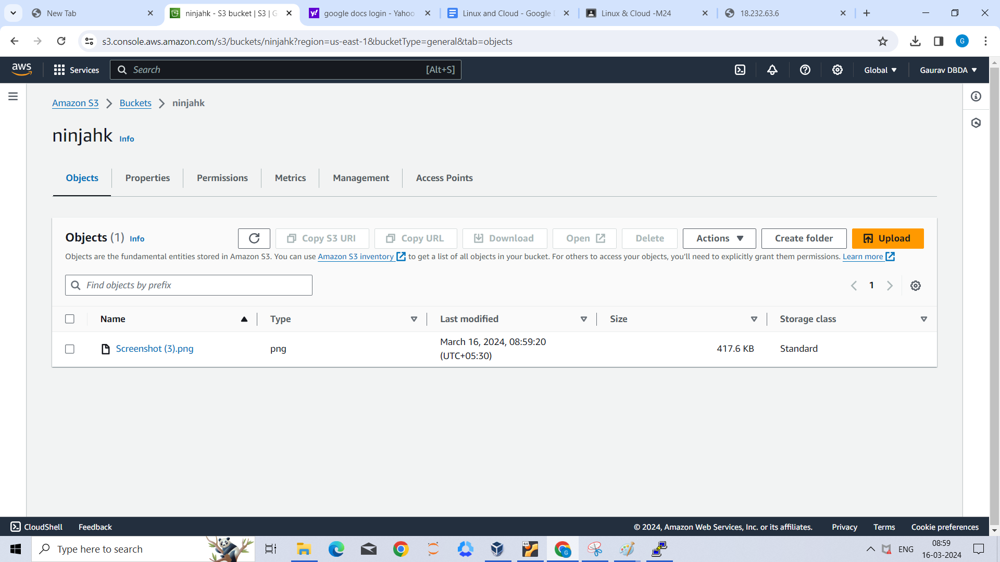 New Tab
ninjahk - S3 bucket | S3 | G
google docs login - Yahoo
Linux and Cloud - Google
Linux & Cloud -M24
18.232.63.6
s3.console.aws.amazon.com/s3/buckets/ninjahk?region=us-east-1&bucketType=general&tab=objects
G
aws
Services
Search
[Alt+S]
Global
Gaurav DBDA
Amazon S3
Buckets
ninjahk
ninjahk Info
Objects
Properties
Permissions
Metrics
Management
Access Points
Objects (1) Info
Copy S3 URI
Copy URL
Download
Open
Delete
Actions
Create folder
Upload
Objects are the fundamental entities stored in Amazon S3. You can use Amazon S3 inventory to get a list of all objects in your bucket. For others to access your objects, you'll need to explicitly grant them permissions. Learn more
Find objects by prefix
1
Name
Type
Last modified
Size
Storage class
Screenshot (3).png
png
March 16, 2024, 08:59:20
(UTC+05:30)
417.6 KB
Standard
CloudShell
Feedback
© 2024, Amazon Web Services, Inc. or its affiliates.
Privacy
Terms
Cookie preferences
Type here to search
64
G
ENG
08:59
16-03-2024